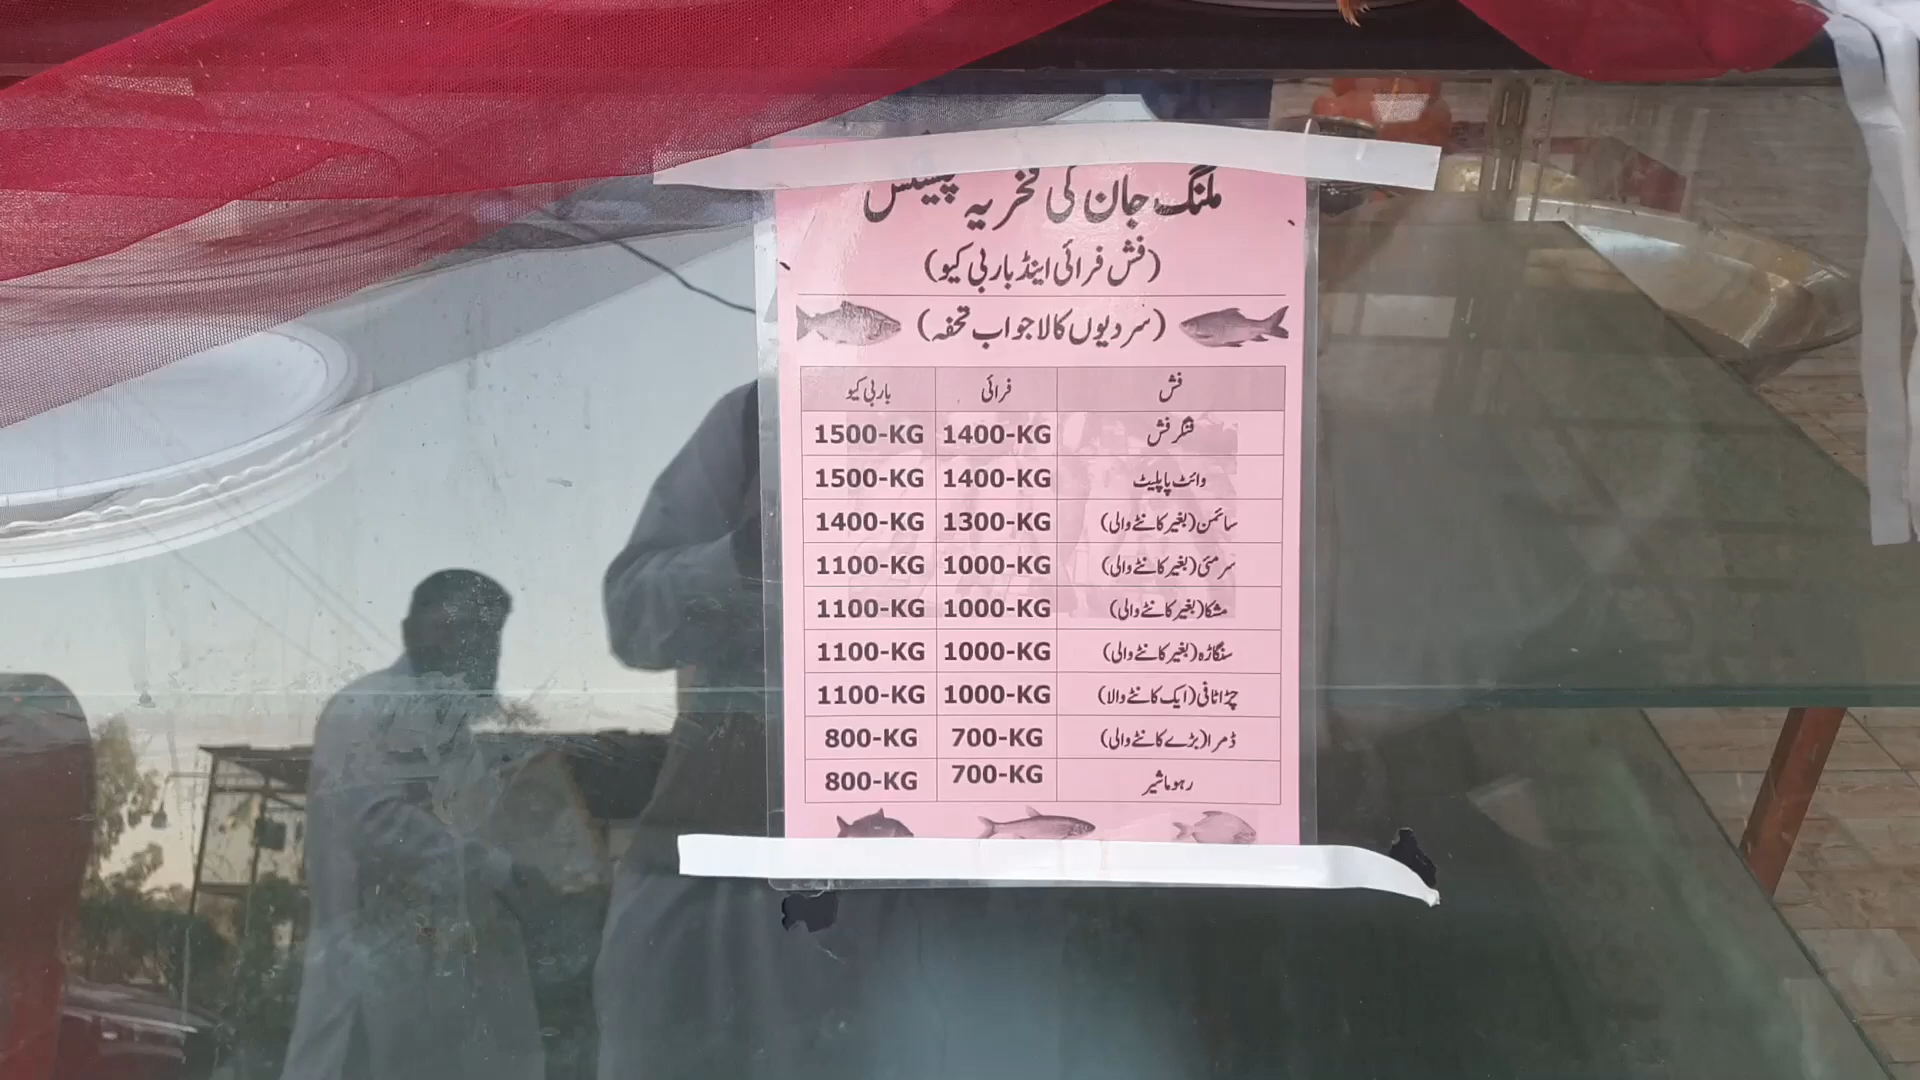 ملنگ جان کی فخریہ پیشکش
(فش فرائی اینڈ باربی کیو)
(سردیوں کا لاجواب تحفہ)
فش فرائی باربی کیو
فنگر فش 1400-KG 1500-KG
وائٹ پاپلیٹ 1400-KG 1500-KG
سائمن (بغیر کانٹے والی) 1300-KG 1400-KG
سرمئی (بغیر کانٹے والی) 1000-KG 1100-KG
مشکا (بغیر کانٹے والی) 1000-KG 1100-KG
سنگاڑہ (بغیر کانٹے والی) 1000-KG 1100-KG
چڑاٹافی (ایک کانٹے والا) 1000-KG 1100-KG
ڈمرا (بڑے کانٹے والی) 700-KG 800-KG
رہو ماشیر 700-KG 800-KG